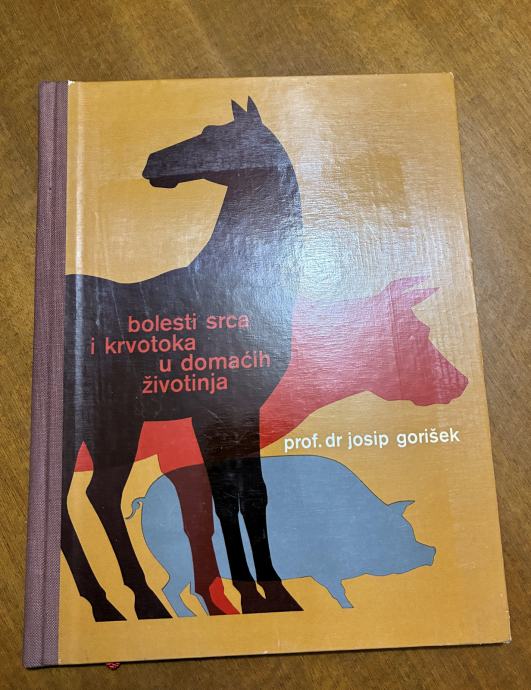 bolesti srca
i krvotoka
u domaćih
životinja
prof. dr josip gorišek